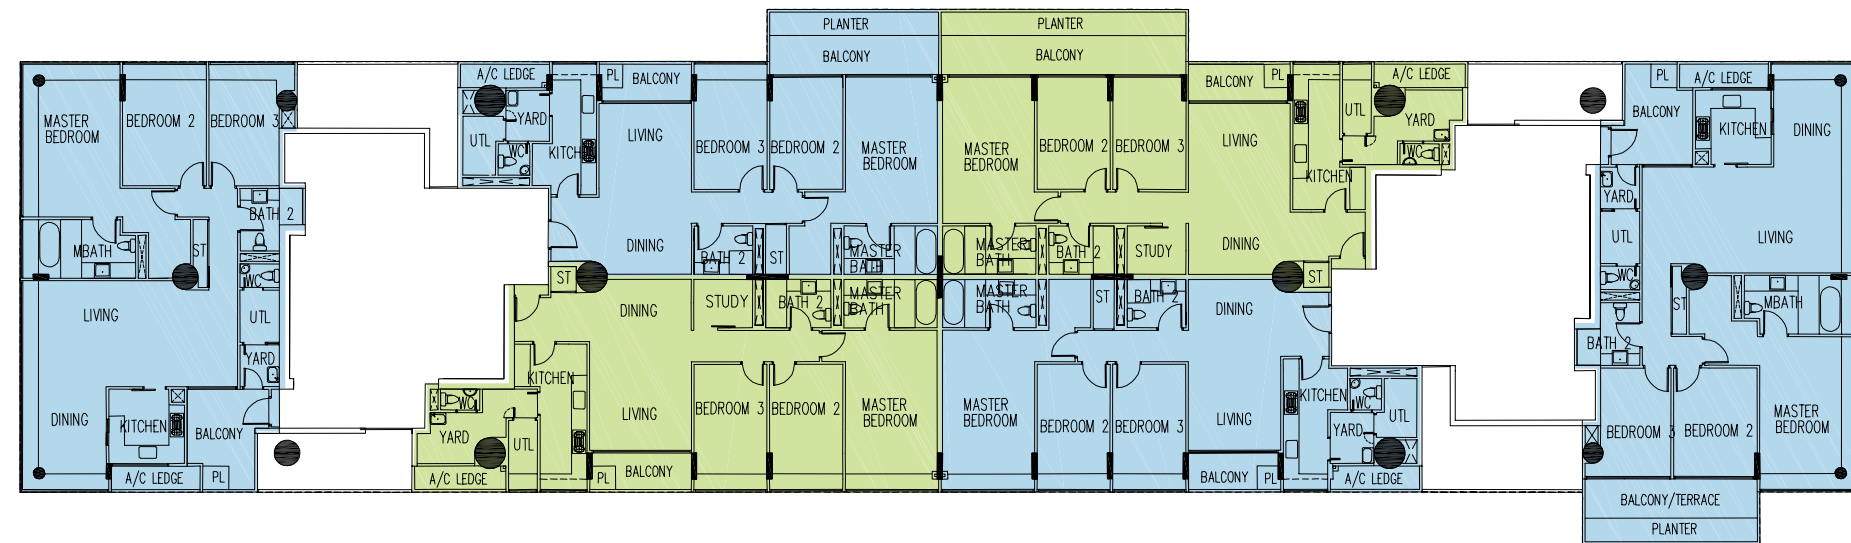 PLANTER
PLANTER
BALCONY
BALCONY
A/C LEDGE
PL
BALCONY
BALCONY
PL
A/C LEDGE
PL
A/C LEDGE
MASTER
BEDROOM
BEDROOM 2
BEDROOM 3
UTL
YARD
WC
KITCHEN
LIVING
BEDROOM 3
BEDROOM 2
MASTER
BEDROOM
MASTER
BEDROOM
BEDROOM 2
BEDROOM 3
LIVING
KITCHEN
UTL
YARD
WC
BALCONY
KITCHEN
DINING
BATH 2
MBATH
ST
WC
DINING
BATH 2
ST
MASTER
BATH
MASTER
BATH
BATH 2
STUDY
DINING
YARD
UTL
WC
LIVING
ST
ST
LIVING
UTL
YARD
DINING
STUDY
BATH 2
MASTER
BATH
MASTER
BATH
ST
BATH 2
DINING
ST
MBATH
BATH 2
DINING
KITCHEN
BALCONY
WC
YARD
UTL
KITCHEN
LIVING
BEDROOM 3
BEDROOM 2
MASTER
BEDROOM
MASTER
BEDROOM
BEDROOM 2
BEDROOM 3
LIVING
KITCHEN
WC
UTL
YARD
BEDROOM 3
BEDROOM 2
MASTER
BEDROOM
A/C LEDGE
PL
A/C LEDGE
PL
BALCONY
BALCONY
PL
A/C LEDGE
BALCONY/TERRACE
PLANTER